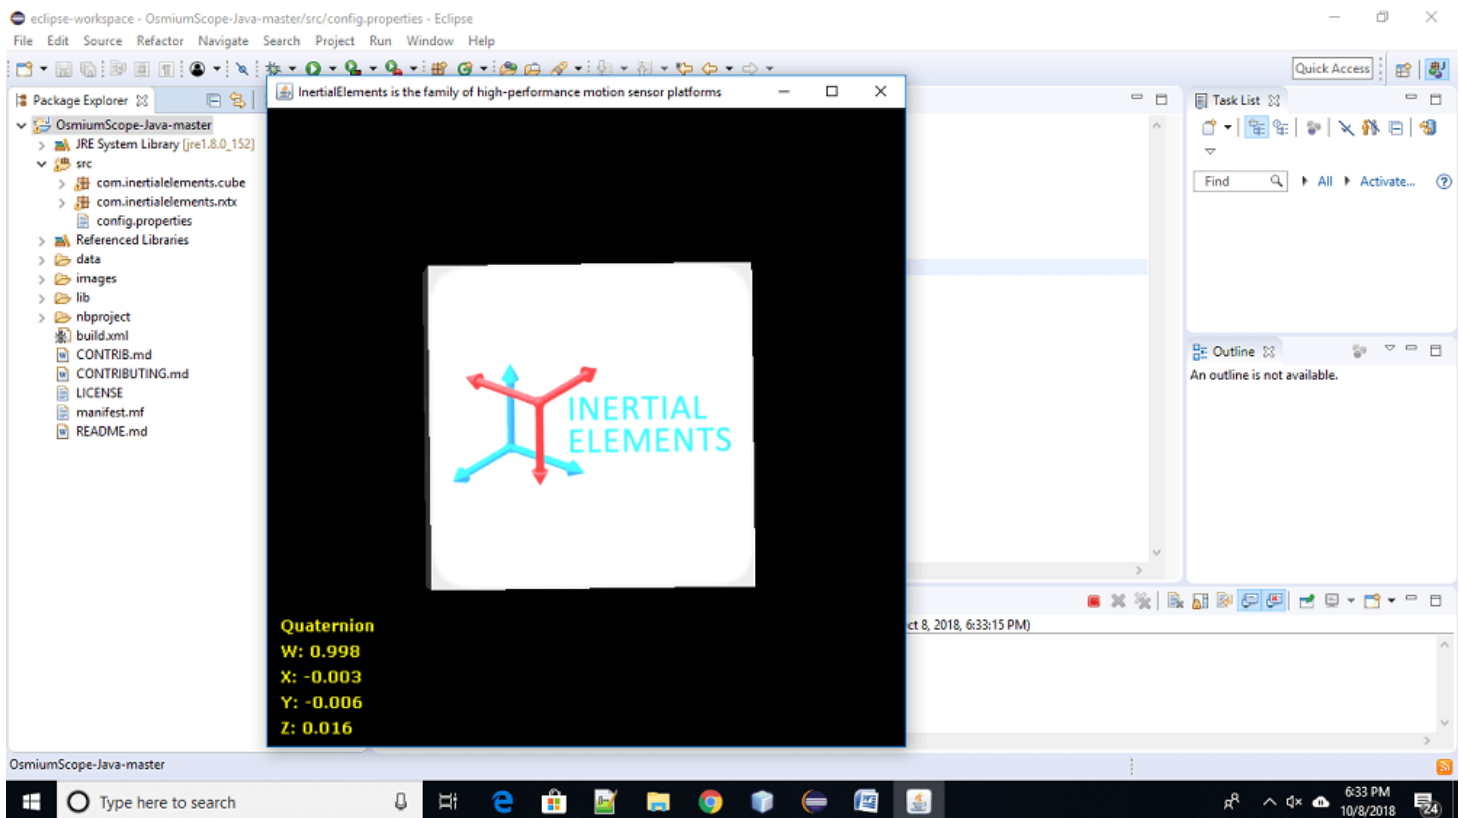 eclipse-workspace - OsmiumScope-Java-master/src/config.properties - Eclipse
File Edit Source Refactor Navigate Search Project Run Window Help
Quick Access
Package Explorer
OsmiumScope-Java-master
JRE System Library [jre1.8.0_152]
src
com.inertialelements.cube
com.inertialelements.rxtx
config.properties
Referenced Libraries
data
images
lib
nbproject
build.xml
CONTRIB.md
CONTRIBUTING.md
LICENSE
manifest.mf
README.md
InertialElements is the family of high-performance motion sensor platforms
INERTIAL
ELEMENTS
Quaternion
W: 0.998
X: -0.003
Y: -0.006
Z: 0.016
Task List
Find All Activate...
Outline
An outline is not available.
ct 8, 2018, 6:33:15 PM)
OsmiumScope-Java-master
Type here to search
6:33 PM
10/8/2018
24